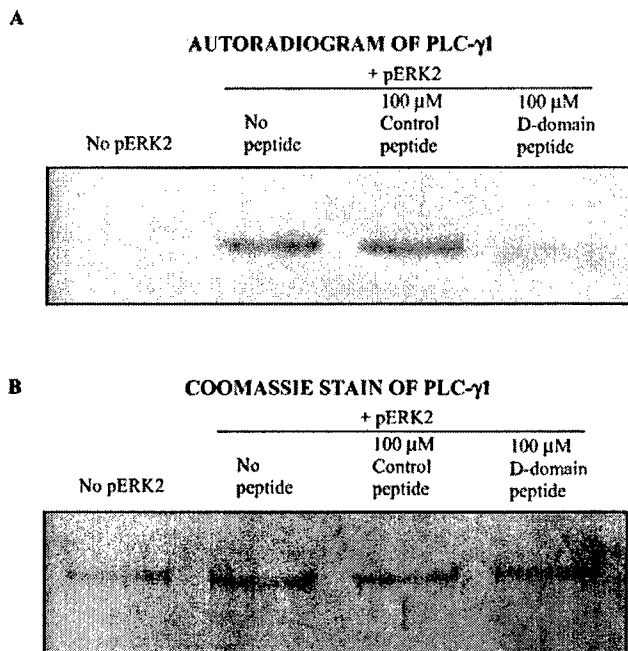 A
AUTORADIOGRAM OF PLC-γ1
+ pERK2
No pERK2
No
peptide
100 µM
Control
peptide
100 µM
D-domain
peptide
B
COOMASSIE STAIN OF PLC-γ1
+ pERK2
No pERK2
No
peptide
100 µM
Control
peptide
100 µM
D-domain
peptide